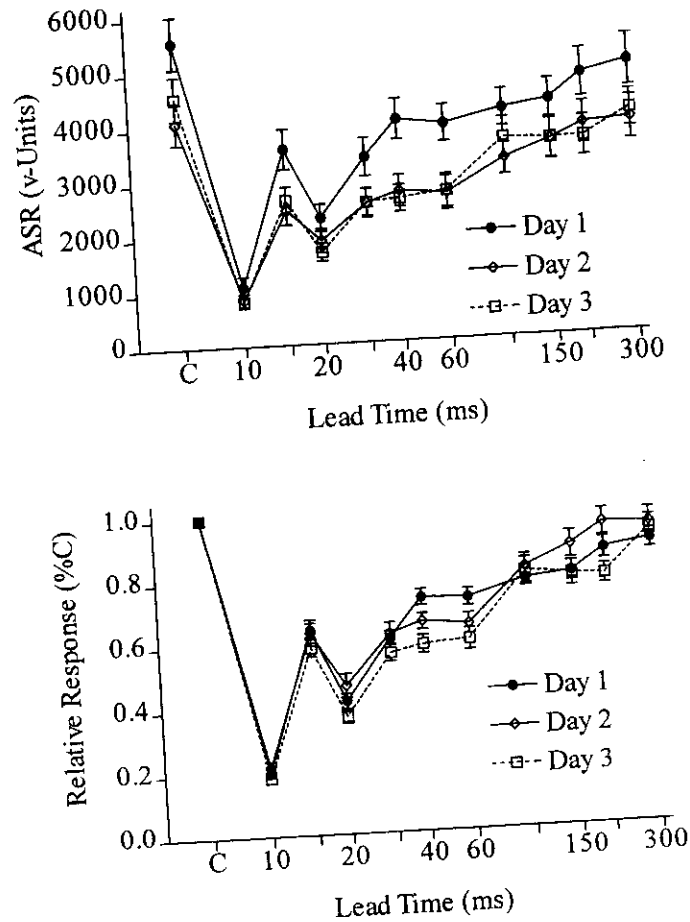 6000
5000
4000
3000
2000
1000
0
ASR (v-Units)
Day 1
Day 2
Day 3
C 10 20 40 60 150 300
Lead Time (ms)
1.0
0.8
0.6
0.4
0.2
0.0
Relative Response (%C)
Day 1
Day 2
Day 3
C 10 20 40 60 150 300
Lead Time (ms)